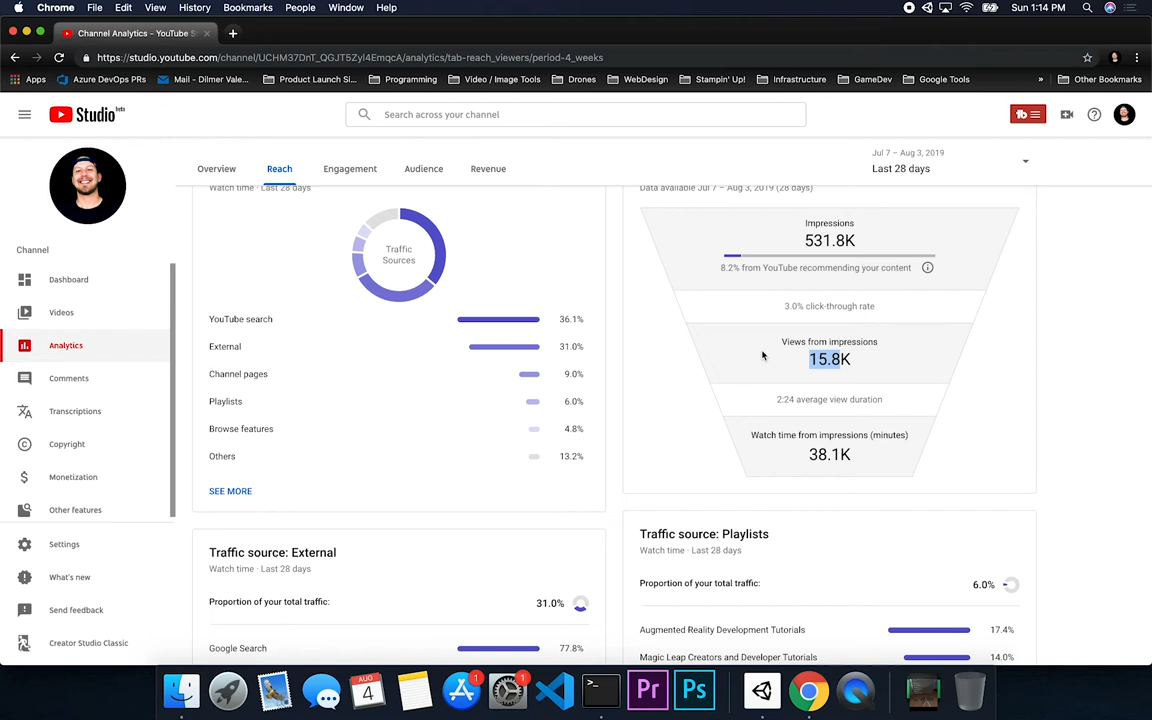 Chrome File Edit View History Bookmarks People Window Help Sun 1:14 PM
Channel Analytics - YouTube S
https://studio.youtube.com/channel/UCHM37DnT_QGJT5ZyI4EmqcA/analytics/tab-reach_viewers/period-4_weeks
Apps Azure DevOps PRs Mail - Dilmer Vale... Product Launch Si... Programming Video / Image Tools Drones WebDesign Stampin' Up! Infrastructure GameDev Google Tools » Other Bookmarks
Studio beta
Search across your channel
Overview Reach Engagement Audience Revenue
Jul 7 – Aug 3, 2019
Last 28 days
Channel
Dashboard
Videos
Analytics
Comments
Transcriptions
Copyright
Monetization
Other features
Settings
What's new
Send feedback
Creator Studio Classic
Watch time · Last 28 days
Traffic
Sources
YouTube search 36.1%
External 31.0%
Channel pages 9.0%
Playlists 6.0%
Browse features 4.8%
Others 13.2%
SEE MORE
Data available Jul 7 – Aug 3, 2019 (28 days)
Impressions
531.8K
8.2% from YouTube recommending your content
3.0% click-through rate
Views from impressions
15.8K
2:24 average view duration
Watch time from impressions (minutes)
38.1K
Traffic source: External
Watch time · Last 28 days
Proportion of your total traffic: 31.0%
Google Search 77.8%
Traffic source: Playlists
Watch time · Last 28 days
Proportion of your total traffic: 6.0%
Augmented Reality Development Tutorials 17.4%
Magic Leap Creators and Developer Tutorials 14.0%
AUG
4
1
1
Pr
Ps